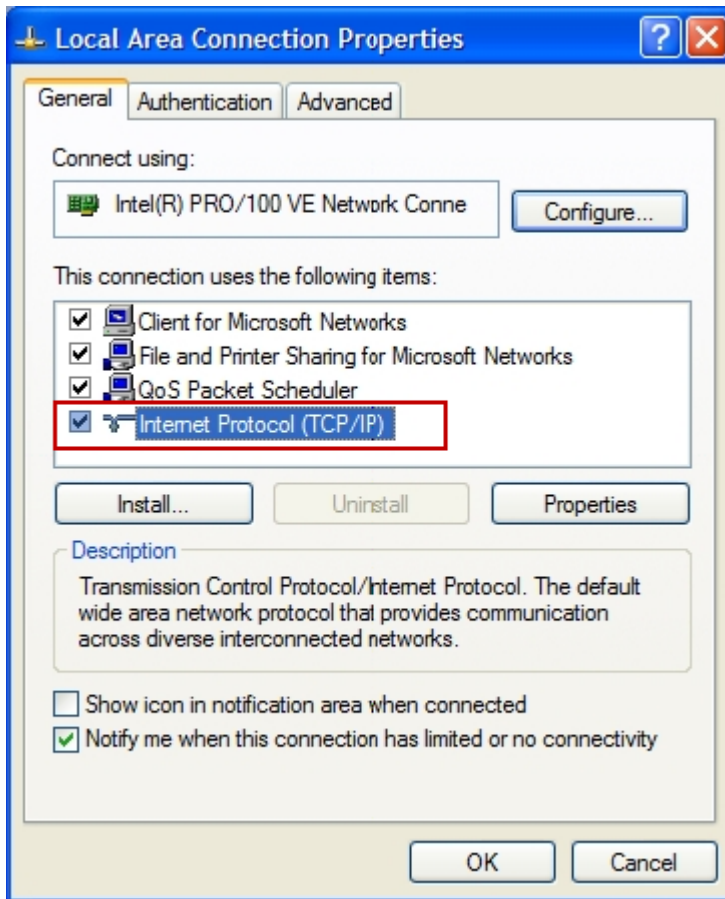 Local Area Connection Properties
General
Authentication
Advanced
Connect using:
Intel(R) PRO/100 VE Network Conne
Configure...
This connection uses the following items:
Client for Microsoft Networks
File and Printer Sharing for Microsoft Networks
QoS Packet Scheduler
Internet Protocol (TCP/IP)
Install...
Uninstall
Properties
Description
Transmission Control Protocol/Internet Protocol. The default
wide area network protocol that provides communication
across diverse interconnected networks.
Show icon in notification area when connected
Notify me when this connection has limited or no connectivity
OK
Cancel